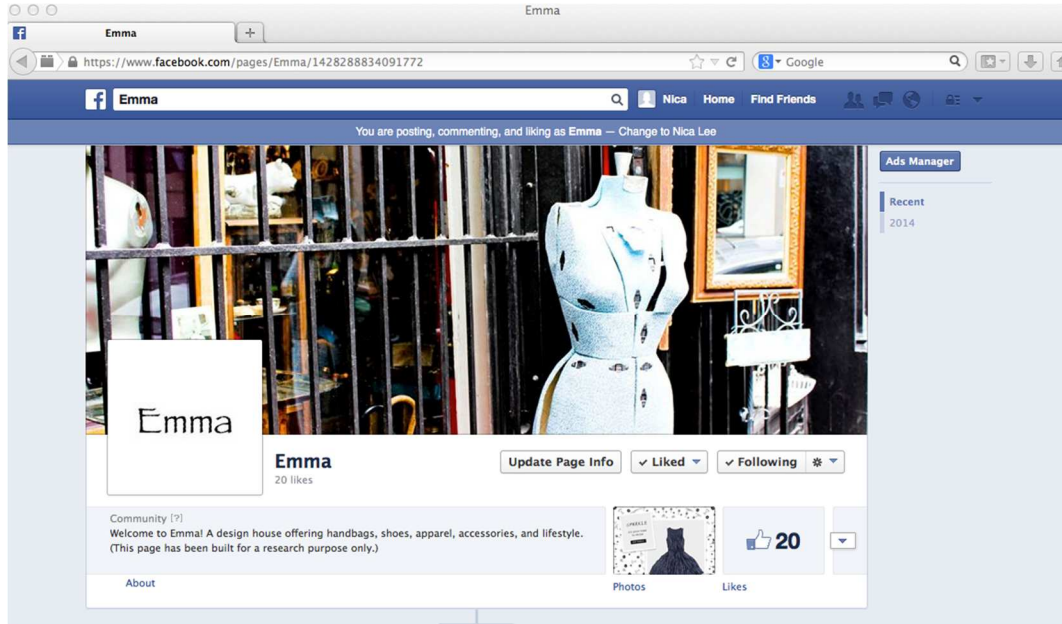 Emma
Emma
https://www.facebook.com/pages/Emma/1428288834091772
Google
Emma
Nica Home Find Friends
You are posting, commenting, and liking as Emma — Change to Nica Lee
Ads Manager
Recent
2014
Emma
Emma
20 likes
Update Page Info
Liked
Following
Community [?]
Welcome to Emma! A design house offering handbags, shoes, apparel, accessories, and lifestyle.
(This page has been built for a research purpose only.)
About
SPARKLE
Photos
20
Likes